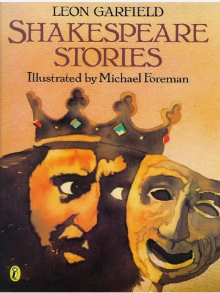 LEON GARFIELD
SHAKESPEARE
STORIES
Illustrated by Michael Foreman